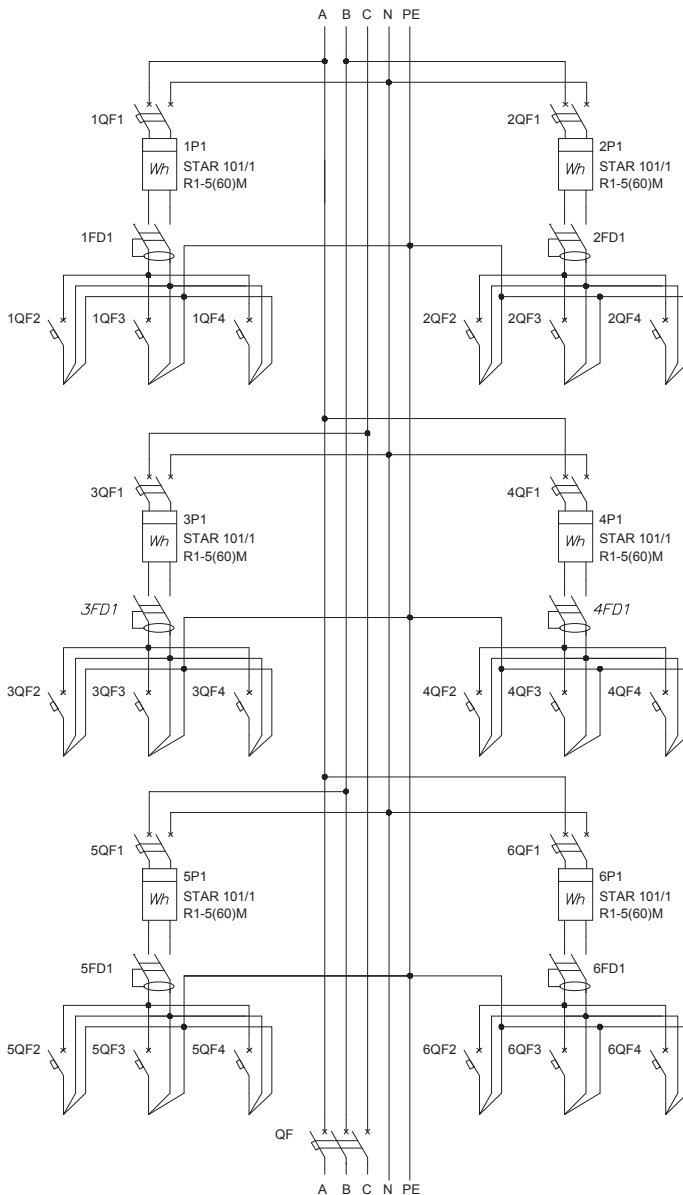 A B C N PE
1QF1 2QF1
1P1 2P1
Wh STAR 101/1 Wh STAR 101/1
R1-5(60)M R1-5(60)M
1FD1 2FD1
1QF2 1QF3 1QF4 2QF2 2QF3 2QF4
3QF1 4QF1
3P1 4P1
Wh STAR 101/1 Wh STAR 101/1
R1-5(60)M R1-5(60)M
3FD1 4FD1
3QF2 3QF3 3QF4 4QF2 4QF3 4QF4
5QF1 6QF1
5P1 6P1
Wh STAR 101/1 Wh STAR 101/1
R1-5(60)M R1-5(60)M
5FD1 6FD1
5QF2 5QF3 5QF4 6QF2 6QF3 6QF4
QF
A B C N PE